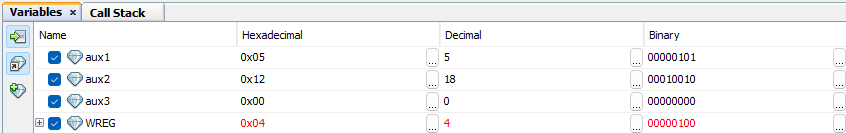 Variables × Call Stack
Name Hexadecimal Decimal Binary
aux1 0x05 ... 5 ... 00000101 ...
aux2 0x12 ... 18 ... 00010010 ...
aux3 0x00 ... 0 ... 00000000 ...
WREG 0x04 ... 4 ... 00000100 ...